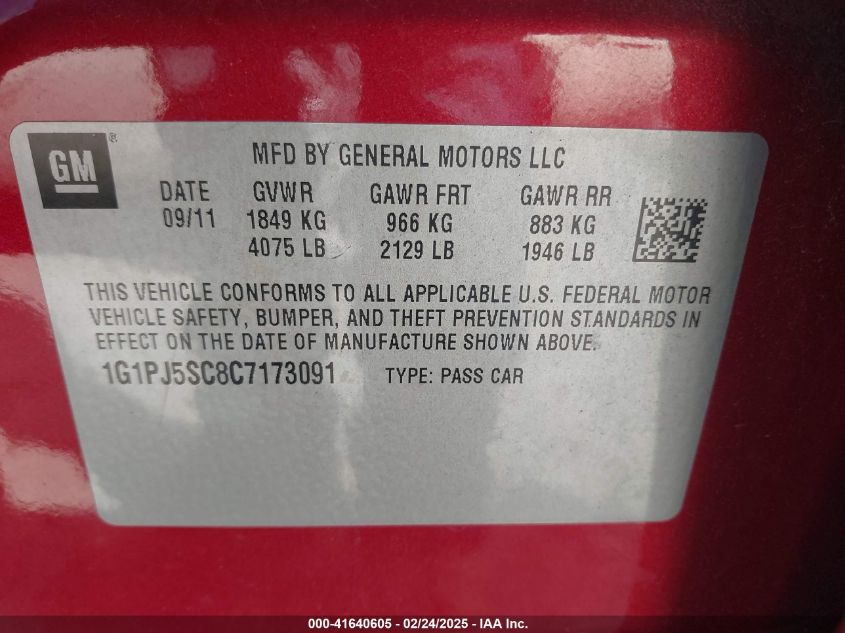 GM®
MFD BY GENERAL MOTORS LLC
DATE GVWR GAWR FRT GAWR RR
09/11 1849 KG 966 KG 883 KG
4075 LB 2129 LB 1946 LB
THIS VEHICLE CONFORMS TO ALL APPLICABLE U.S. FEDERAL MOTOR
VEHICLE SAFETY, BUMPER, AND THEFT PREVENTION STANDARDS IN
EFFECT ON THE DATE OF MANUFACTURE SHOWN ABOVE.
1G1PJ5SC8C7173091 TYPE: PASS CAR
000-41640605 - 02/24/2025 - IAA Inc.